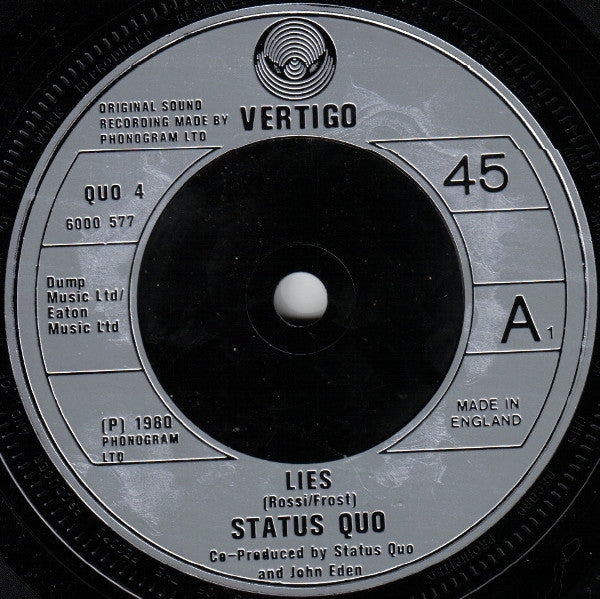 ORIGINAL SOUND
RECORDING MADE BY
PHONOGRAM LTD
VERTIGO
QUO 4
6000 577
45
Dump
Music Ltd/
Eaton
Music Ltd
A1
(P) 1980
PHONOGRAM
LTD
MADE IN
ENGLAND
LIES
(Rossi/Frost)
STATUS QUO
Co-Produced by Status Quo
and John Eden